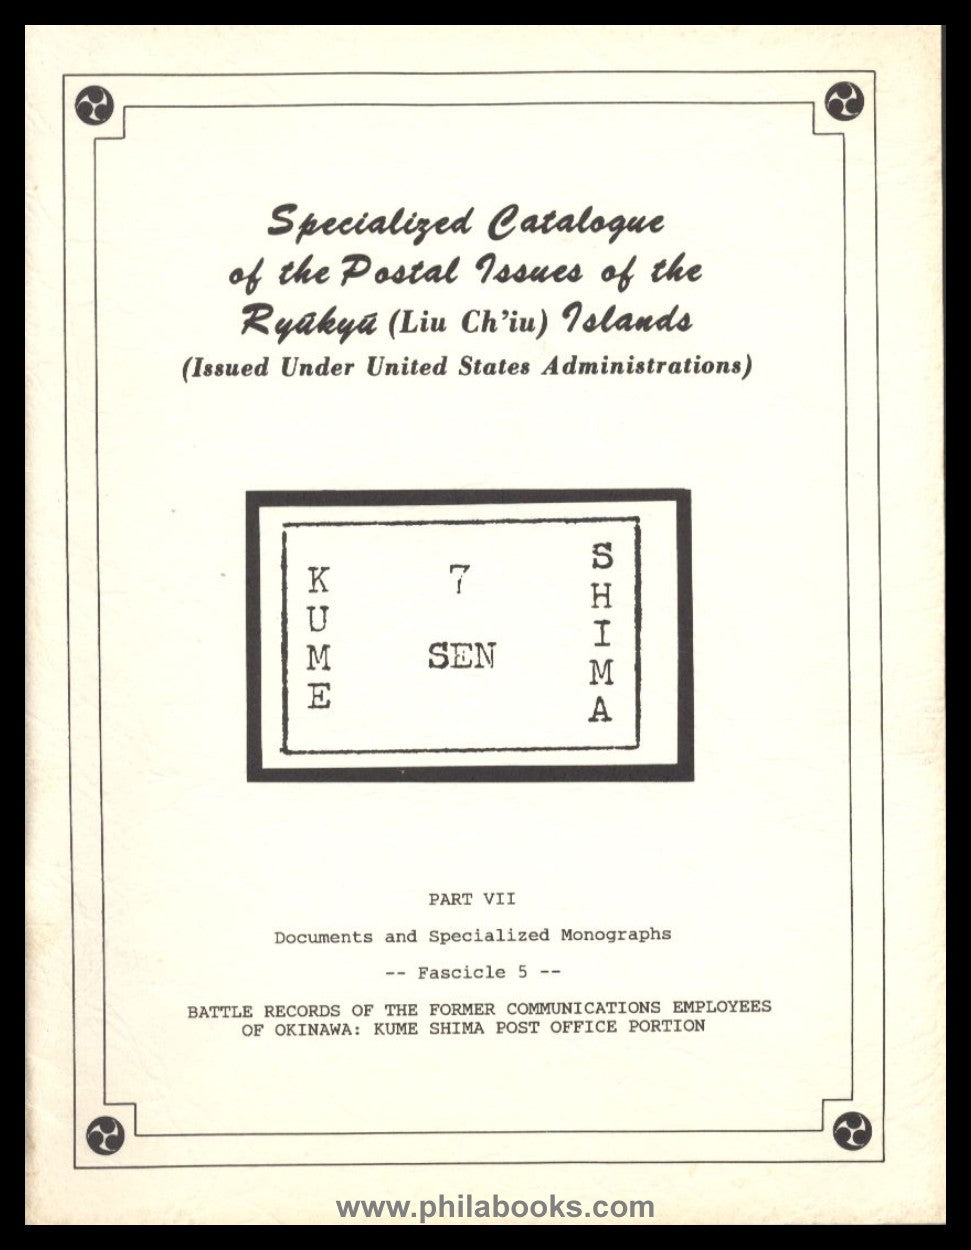 Specialized Catalogue
of the Postal Issues of the
Ryūkyū (Liu Ch'iu) Islands
(Issued Under United States Administrations)
KUME
7
SEN
SHIMA
PART VII
Documents and Specialized Monographs
-- Fascicle 5 --
BATTLE RECORDS OF THE FORMER COMMUNICATIONS EMPLOYEES
OF OKINAWA: KUME SHIMA POST OFFICE PORTION
www.philabooks.com